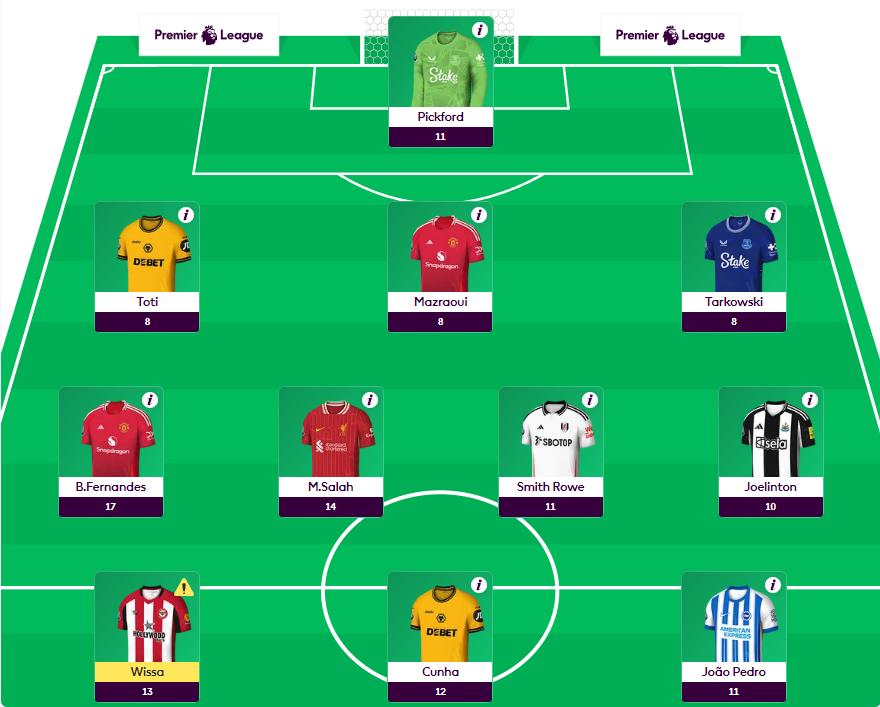 Premier League
Premier League
i
Stake
Pickford
11
i
DEBET
Toti
8
i
Snapdragon
Mazraoui
8
i
Stake
Tarkowski
8
i
Snapdragon
B.Fernandes
17
i
Standard
Chartered
M.Salah
14
i
SBOTOP
Smith Rowe
11
i
sela
Joelinton
10
!
HOLLYWOOD
Wissa
13
i
DEBET
Cunha
12
i
AMERICAN
EXPRESS
João Pedro
11